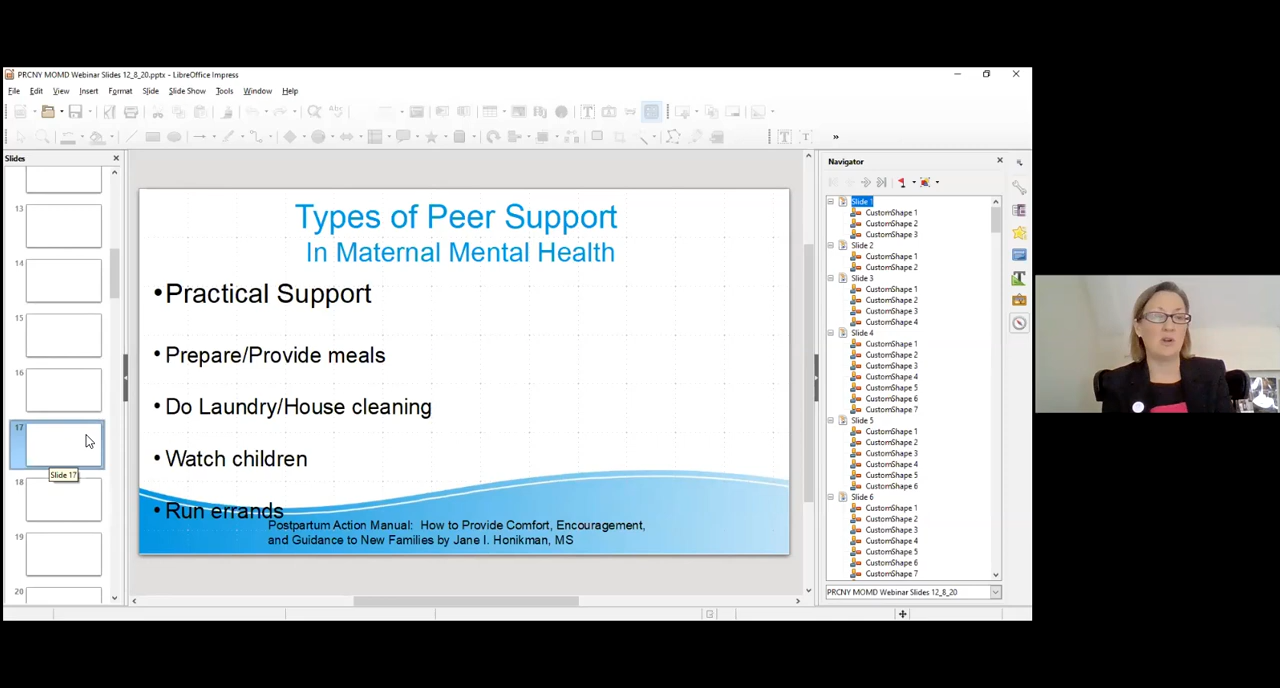 PRCNY MOMD Webinar Slides 12_8_20.pptx - LibreOffice Impress
File Edit View Insert Format Slide Slide Show Tools Window Help
Slides
13
14
15
16
17
Slide 17
18
19
20
Types of Peer Support
In Maternal Mental Health
•Practical Support
•Prepare/Provide meals
•Do Laundry/House cleaning
•Watch children
•Run errands
Postpartum Action Manual: How to Provide Comfort, Encouragement,
and Guidance to New Families by Jane I. Honikman, MS
Navigator
Slide 1
CustomShape 1
CustomShape 2
CustomShape 3
Slide 2
CustomShape 1
CustomShape 2
Slide 3
CustomShape 1
CustomShape 2
CustomShape 3
CustomShape 4
Slide 4
CustomShape 1
CustomShape 2
CustomShape 3
CustomShape 4
CustomShape 5
CustomShape 6
CustomShape 7
Slide 5
CustomShape 1
CustomShape 2
CustomShape 3
CustomShape 4
CustomShape 5
CustomShape 6
Slide 6
CustomShape 1
CustomShape 2
CustomShape 3
CustomShape 4
CustomShape 5
CustomShape 6
CustomShape 7
PRCNY MOMD Webinar Slides 12_8_20